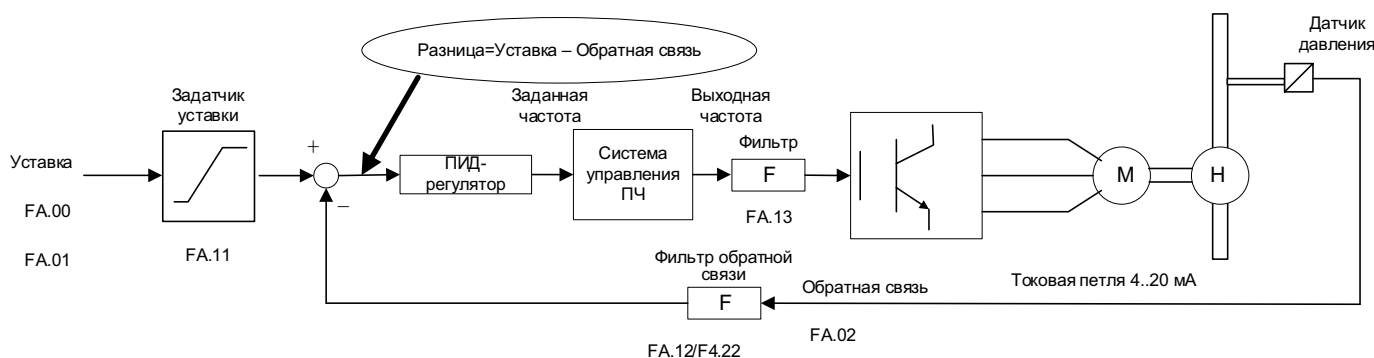 Разница=Уставка – Обратная связь
Датчик
давления
Задатчик
уставки
Заданная
частота
Выходная
частота
Фильтр
Уставка
+
–
ПИД-
регулятор
Система
управления
ПЧ
F
М
Н
FA.00
FA.01
FA.11
FA.13
Фильтр обратной
связи
F
Обратная связь
Токовая петля 4..20 мА
FA.02
FA.12/F4.22